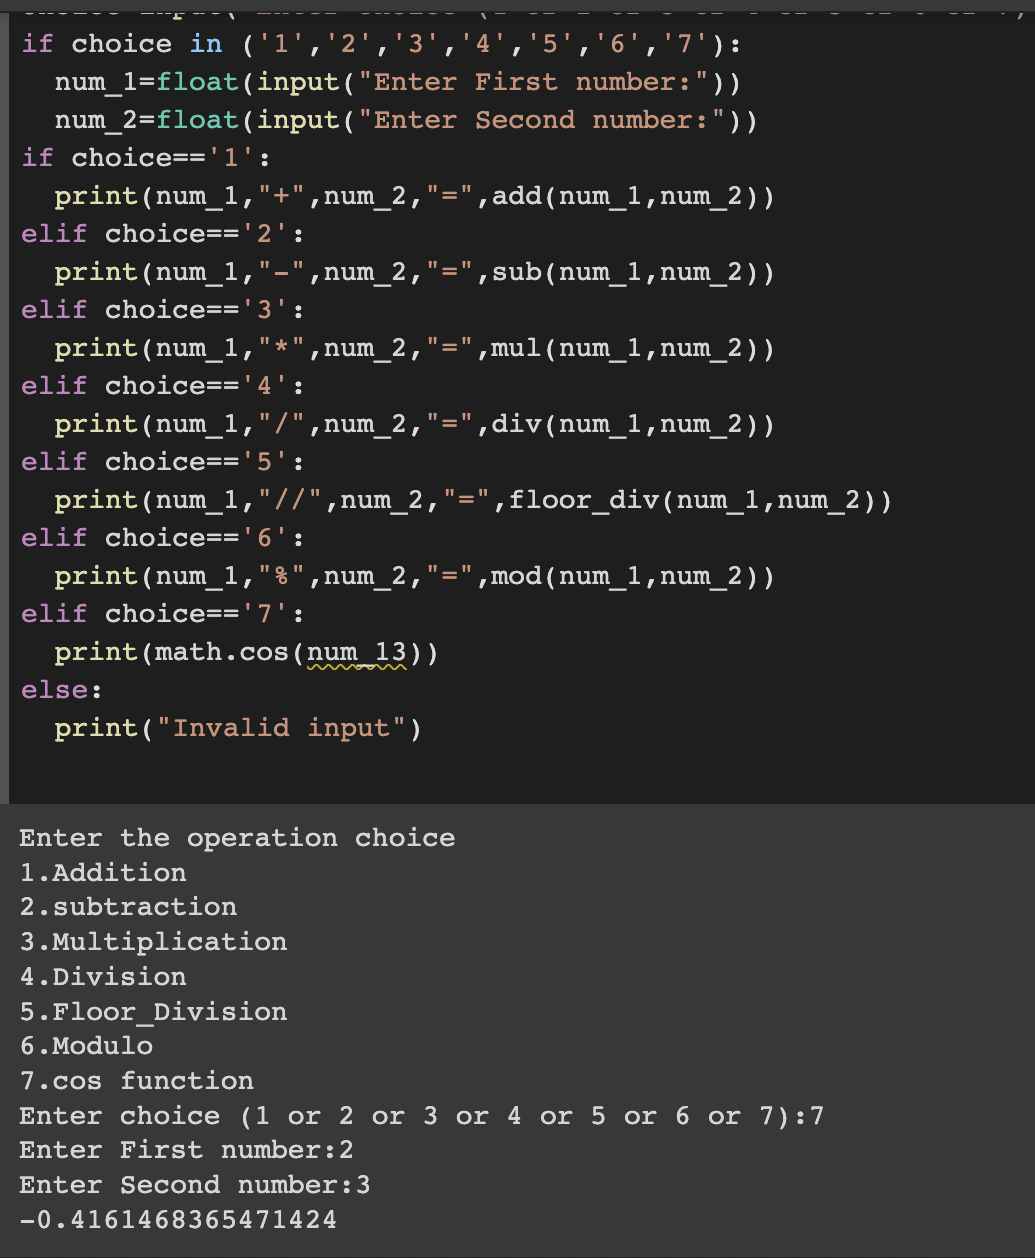 if choice in ('1','2','3','4','5','6','7'):
  num_1=float(input("Enter First number:"))
  num_2=float(input("Enter Second number:"))
if choice=='1':
  print(num_1,"+",num_2,"=",add(num_1,num_2))
elif choice=='2':
  print(num_1,"-",num_2,"=",sub(num_1,num_2))
elif choice=='3':
  print(num_1,"*",num_2,"=",mul(num_1,num_2))
elif choice=='4':
  print(num_1,"/",num_2,"=",div(num_1,num_2))
elif choice=='5':
  print(num_1,"//",num_2,"=",floor_div(num_1,num_2))
elif choice=='6':
  print(num_1,"%",num_2,"=",mod(num_1,num_2))
elif choice=='7':
  print(math.cos(num_13))
else:
  print("Invalid input")
Enter the operation choice
1.Addition
2.subtraction
3.Multiplication
4.Division
5.Floor_Division
6.Modulo
7.cos function
Enter choice (1 or 2 or 3 or 4 or 5 or 6 or 7):7
Enter First number:2
Enter Second number:3
-0.4161468365471424